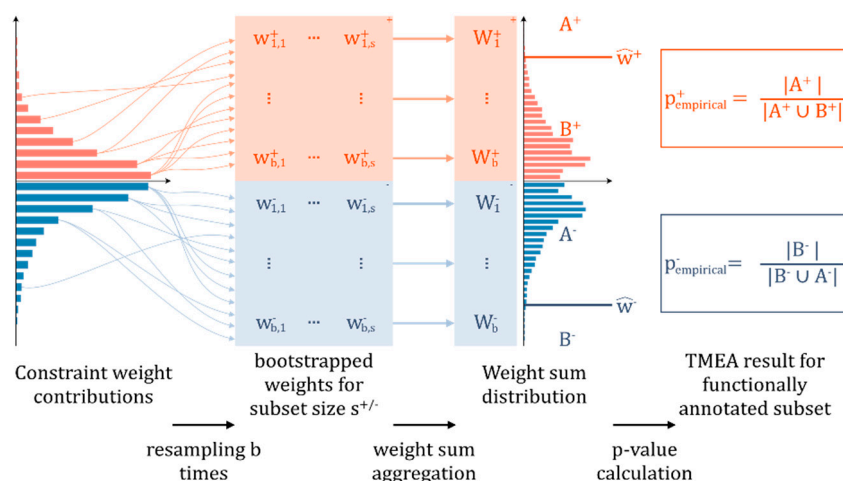 A⁺
w⁺₁,₁ ··· w⁺₁,ₛ
W⁺₁
ŵ⁺
p⁺empirical = |A⁺| / |A⁺ ∪ B⁺|
⋮ ⋮ ⋮
B⁺
w⁺b,₁ ··· w⁺b,ₛ
W⁺b
w⁻₁,₁ ··· w⁻₁,ₛ
W⁻₁
A⁻
p⁻empirical = |B⁻| / |B⁻ ∪ A⁻|
⋮ ⋮ ⋮
ŵ⁻
w⁻b,₁ ··· w⁻b,ₛ
W⁻b
B⁻
Constraint weight
contributions
bootstrapped
weights for
subset size s⁺/⁻
Weight sum
distribution
TMEA result for
functionally
annotated subset
resampling b
times
weight sum
aggregation
p-value
calculation